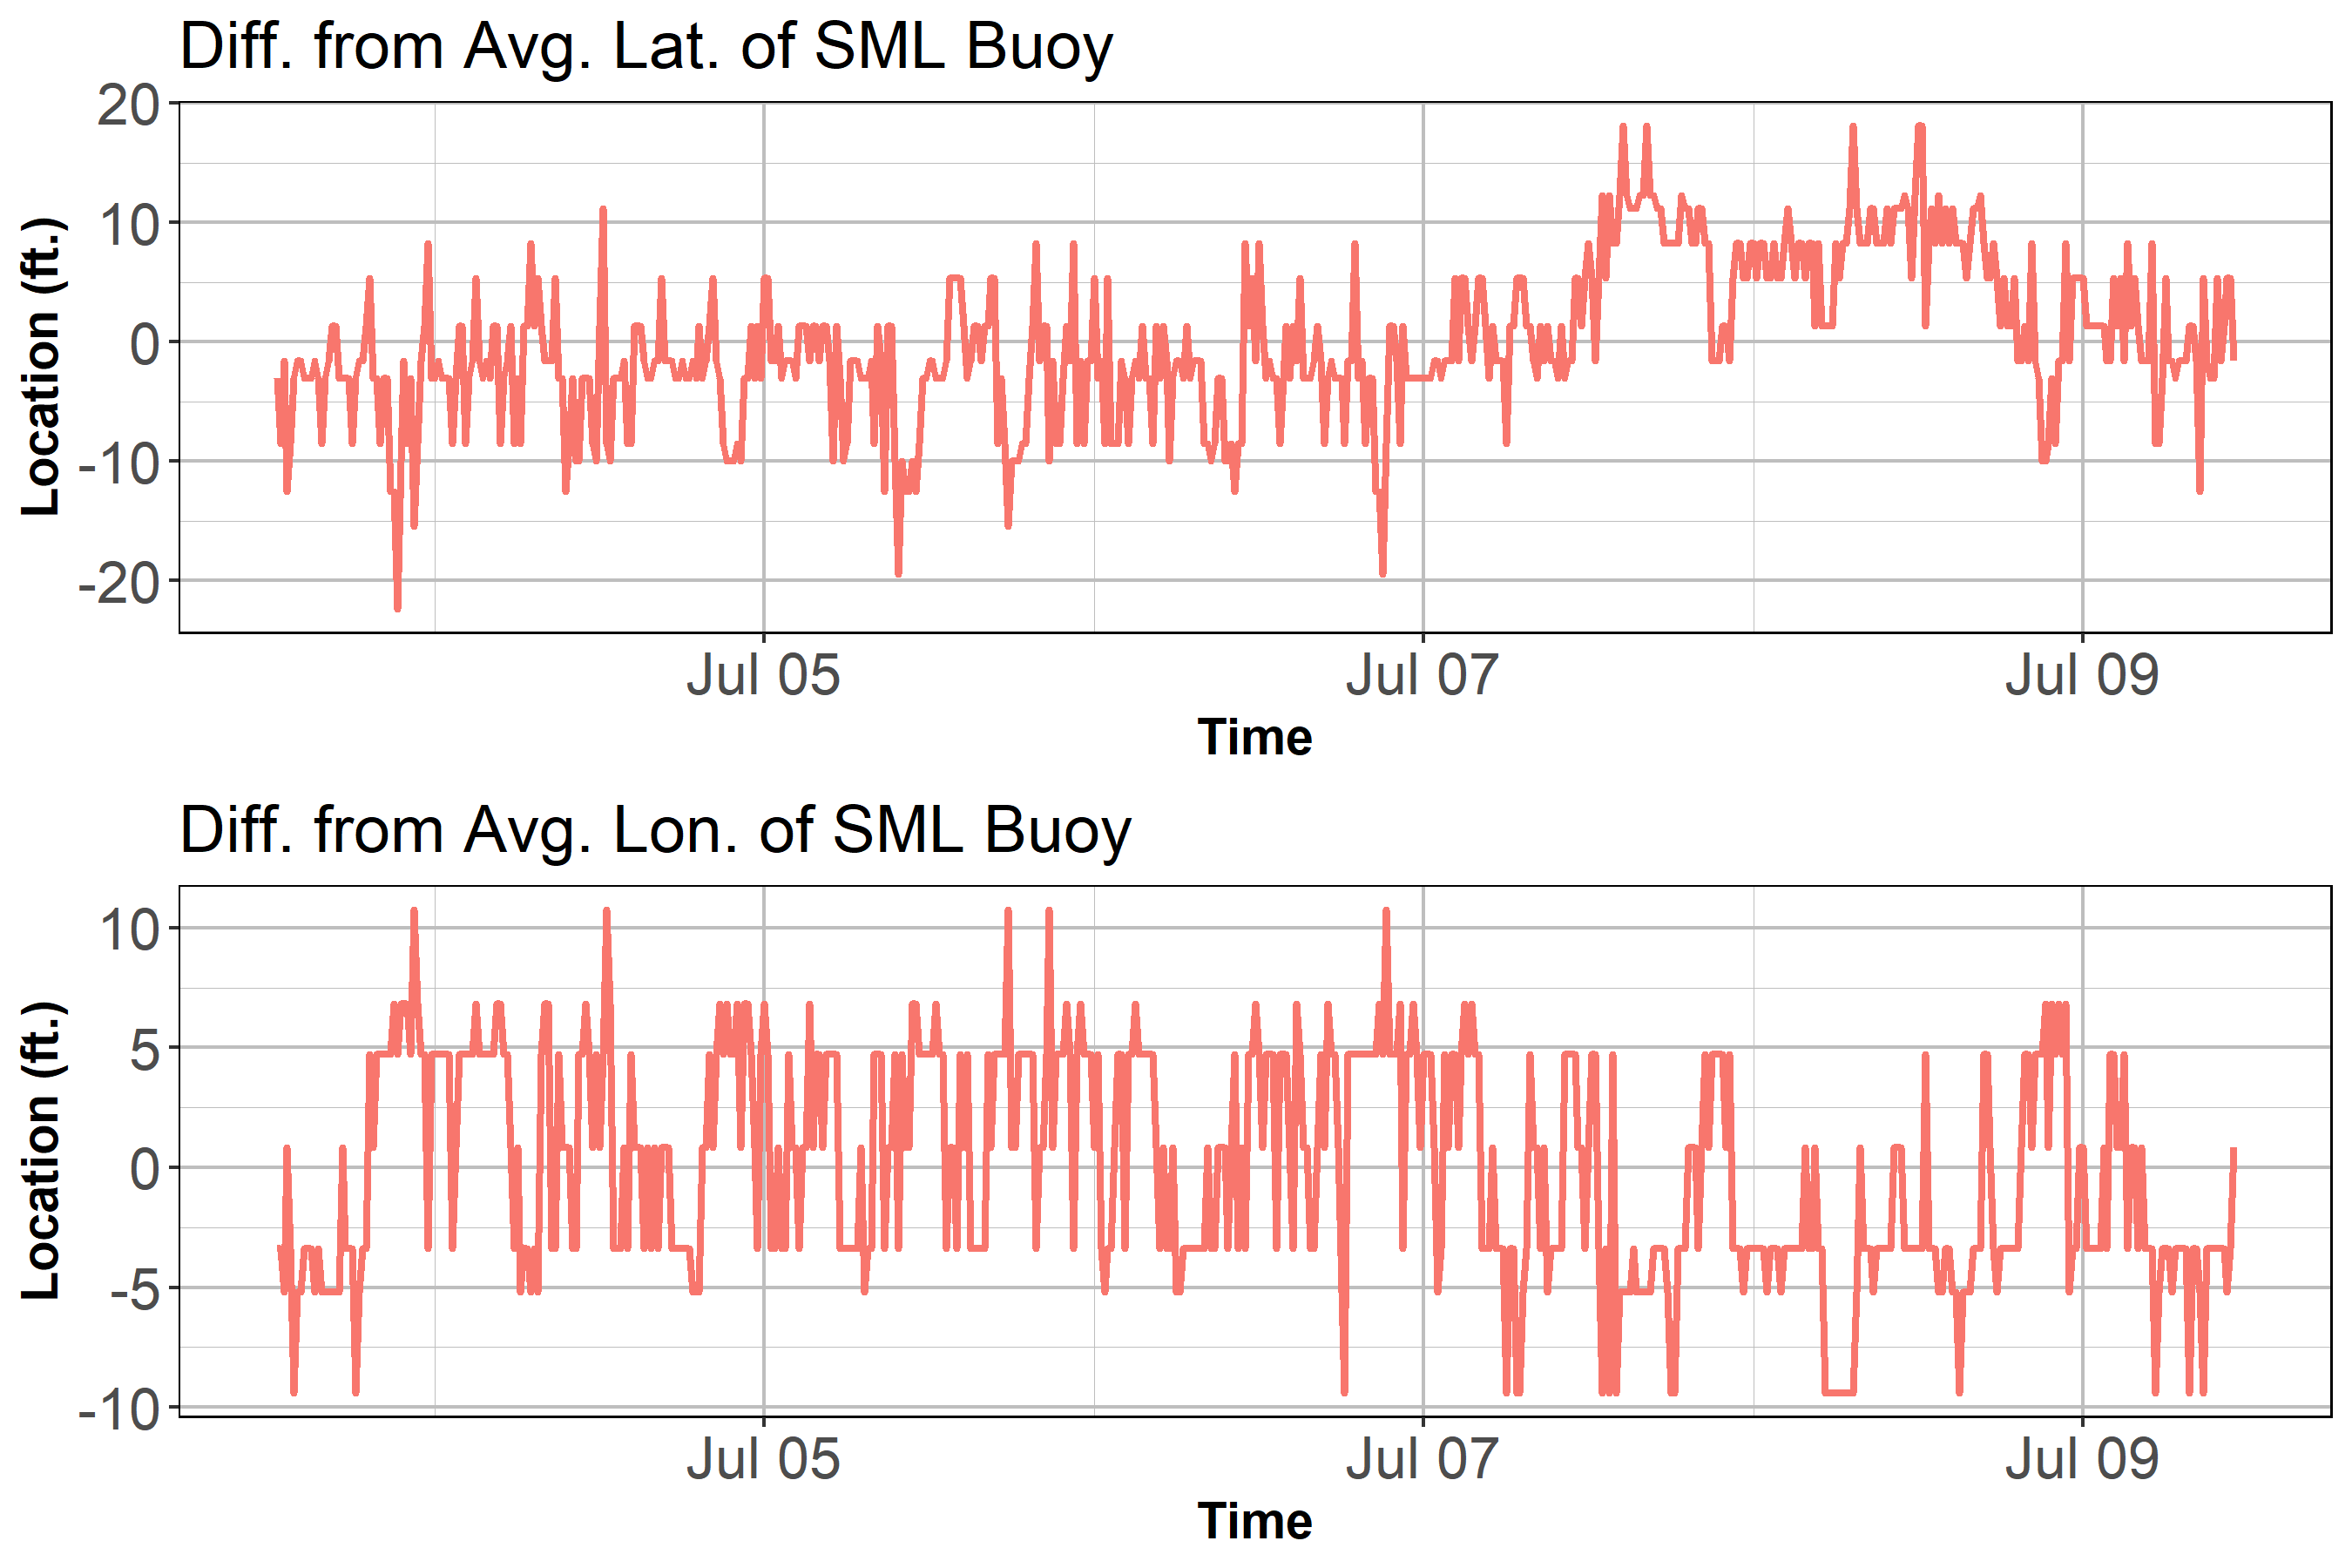 Diff. from Avg. Lat. of SML Buoy
20
10
0
-10
-20
Location (ft.)
Jul 05 Jul 07 Jul 09
Time
Diff. from Avg. Lon. of SML Buoy
10
5
0
-5
-10
Location (ft.)
Jul 05 Jul 07 Jul 09
Time